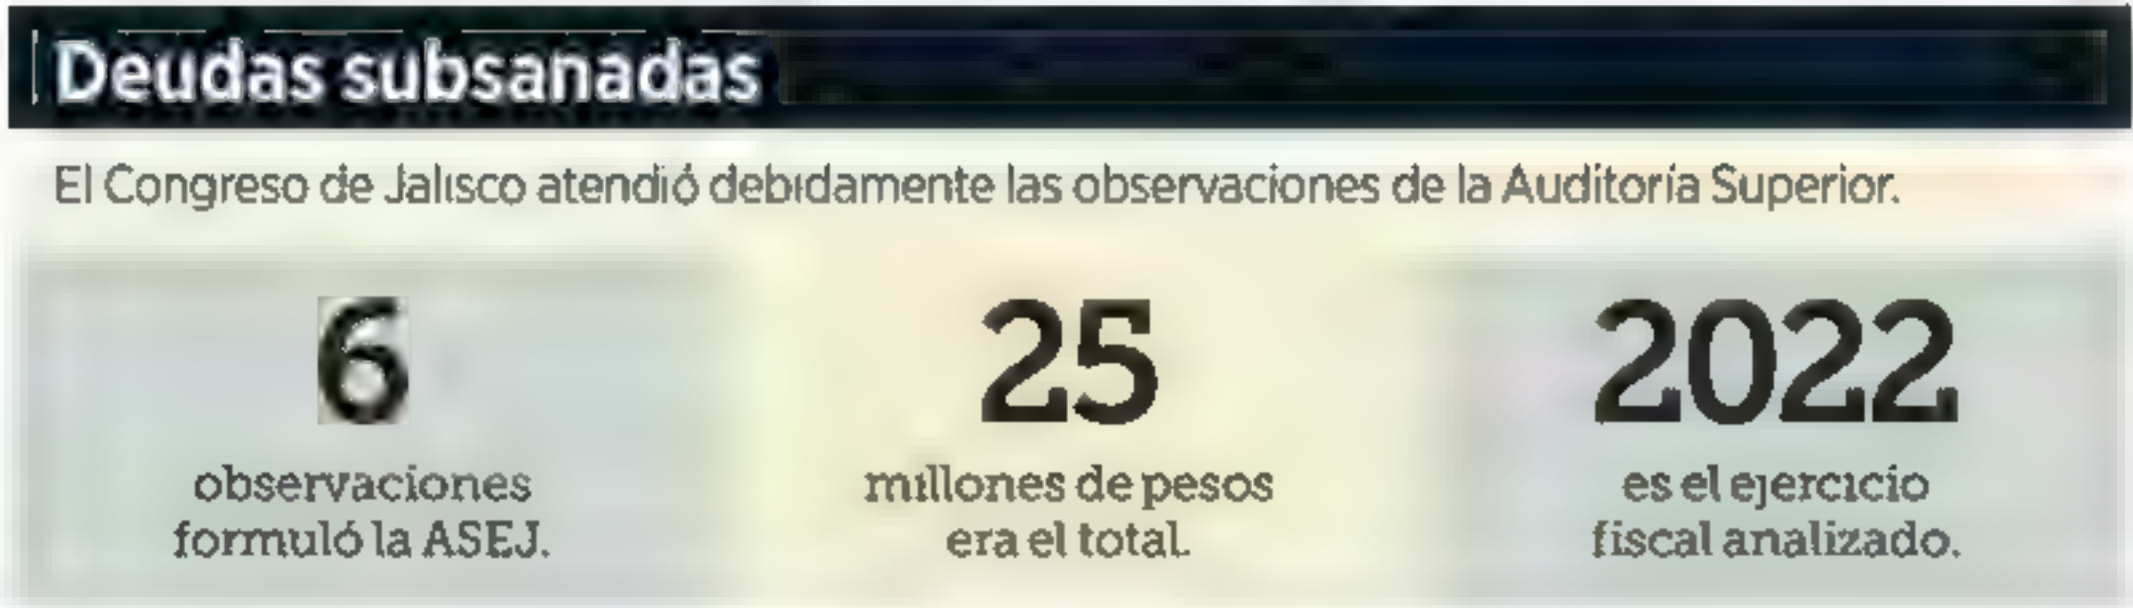 Deudas subsanadas
El Congreso de Jalisco atendió debidamente las observaciones de la Auditoría Superior.
6
observaciones
formuló la ASEJ.
25
millones de pesos
era el total.
2022
es el ejercicio
fiscal analizado.